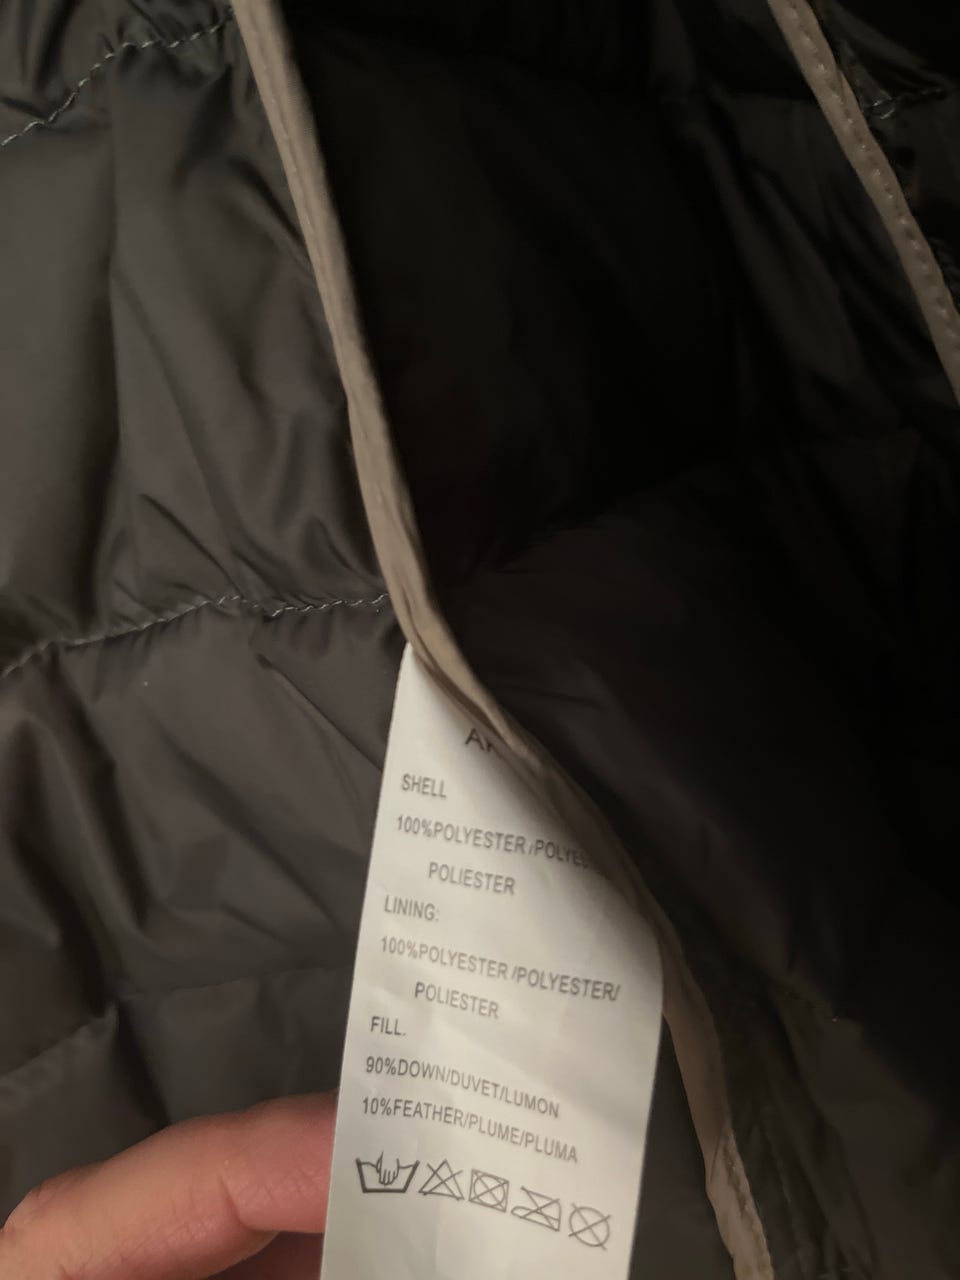 SHELL
100%POLYESTER/POLYES
POLIESTER
LINING:
100%POLYESTER/POLYESTER/
POLIESTER
FILL.
90%DOWN/DUVET/LUMON
10%FEATHER/PLUME/PLUMA